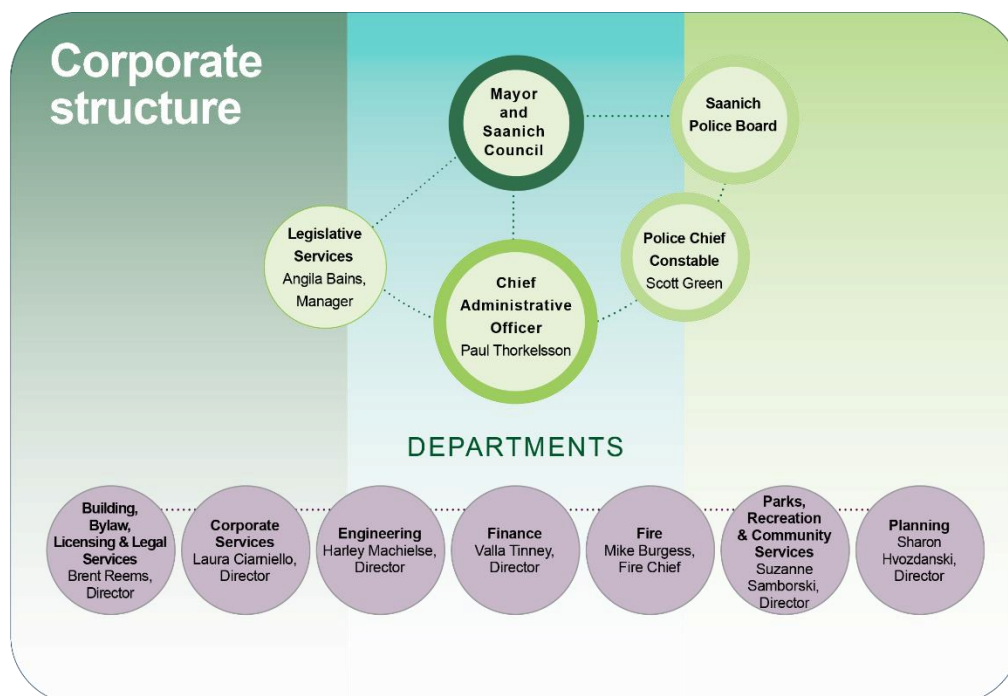 Corporate
structure
Mayor
and
Saanich
Council
Saanich
Police Board
Legislative
Services
Angila Bains,
Manager
Chief
Administrative
Officer
Paul Thorkelsson
Police Chief
Constable
Scott Green
DEPARTMENTS
Building,
Bylaw,
Licensing & Legal
Services
Brent Reems,
Director
Corporate
Services
Laura Ciarniello,
Director
Engineering
Harley Machielse,
Director
Finance
Valla Tinney,
Director
Fire
Mike Burgess,
Fire Chief
Parks,
Recreation
& Community
Services
Suzanne
Samborski,
Director
Planning
Sharon
Hvozdanski,
Director